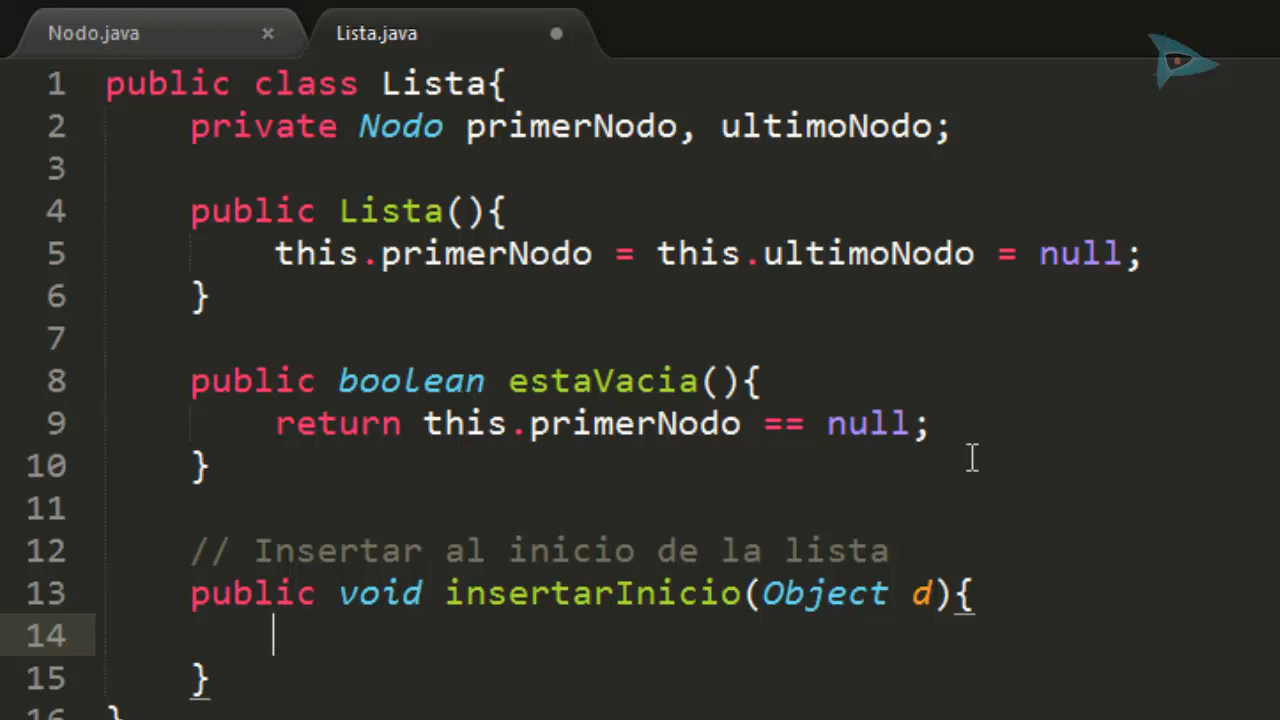 Nodo.java × Lista.java
1 public class Lista{
2 private Nodo primerNodo, ultimoNodo;
3
4 public Lista(){
5 this.primerNodo = this.ultimoNodo = null;
6 }
7
8 public boolean estaVacia(){
9 return this.primerNodo == null;
10 }
11
12 // Insertar al inicio de la lista
13 public void insertarInicio(Object d){
14
15 }
16 }